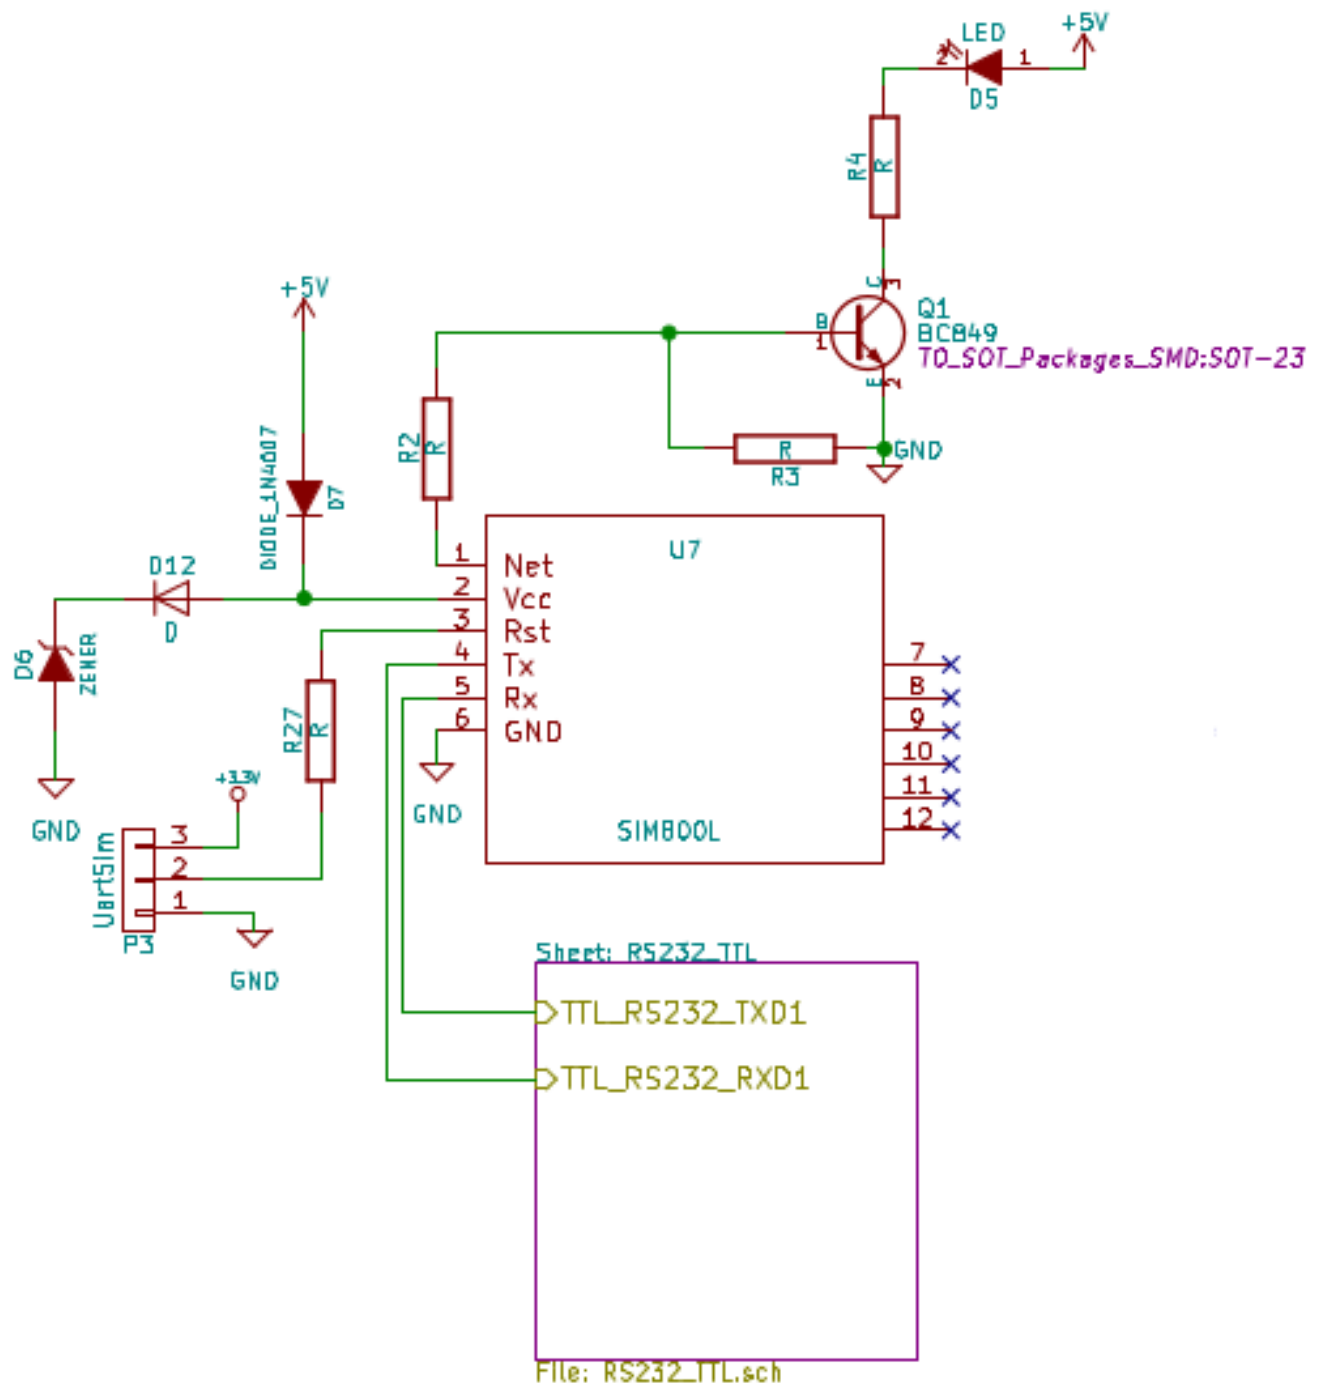 +5V
LED
2
1
D5
R4
R
C
3
Q1
B
1
BC849
TO_SOT_Packages_SMD:SOT-23
E
2
+5V
DIODE_1N4007
D7
R2
R
R
R3
GND
U7
1
Net
2
Vcc
3
Rst
4
Tx
5
Rx
6
GND
7
8
9
10
11
12
SIM800L
D12
D
D6
ZENER
GND
R27
R
+3.3V
GND
UartSim
3
2
1
P3
GND
Sheet: RS232_TTL
TTL_RS232_TXD1
TTL_RS232_RXD1
File: RS232_TTL.sch